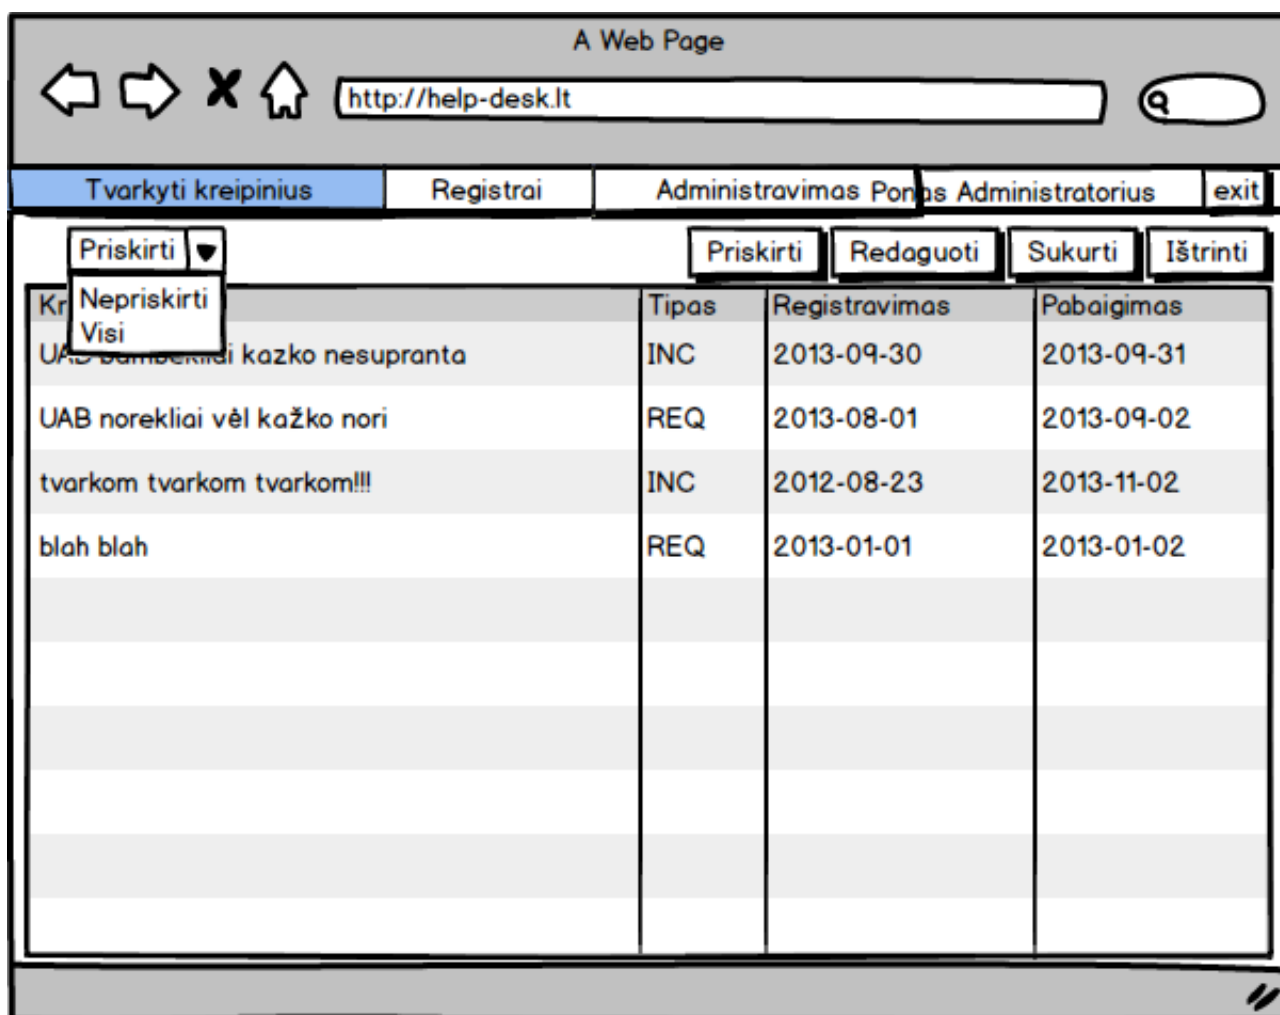 A Web Page
http://help-desk.lt
Tvarkyti kreipinius Registrai Administravimas Ponas Administratorius exit
Priskirti Priskirti Redaguoti Sukurti Ištrinti
Nepriskirti
Visi
Tipas Registravimas Pabaigimas
kazko nesupranta INC 2013-09-30 2013-09-31
UAB norekliai vėl kažko nori REQ 2013-08-01 2013-09-02
tvarkom tvarkom tvarkom!!! INC 2012-08-23 2013-11-02
blah blah REQ 2013-01-01 2013-01-02